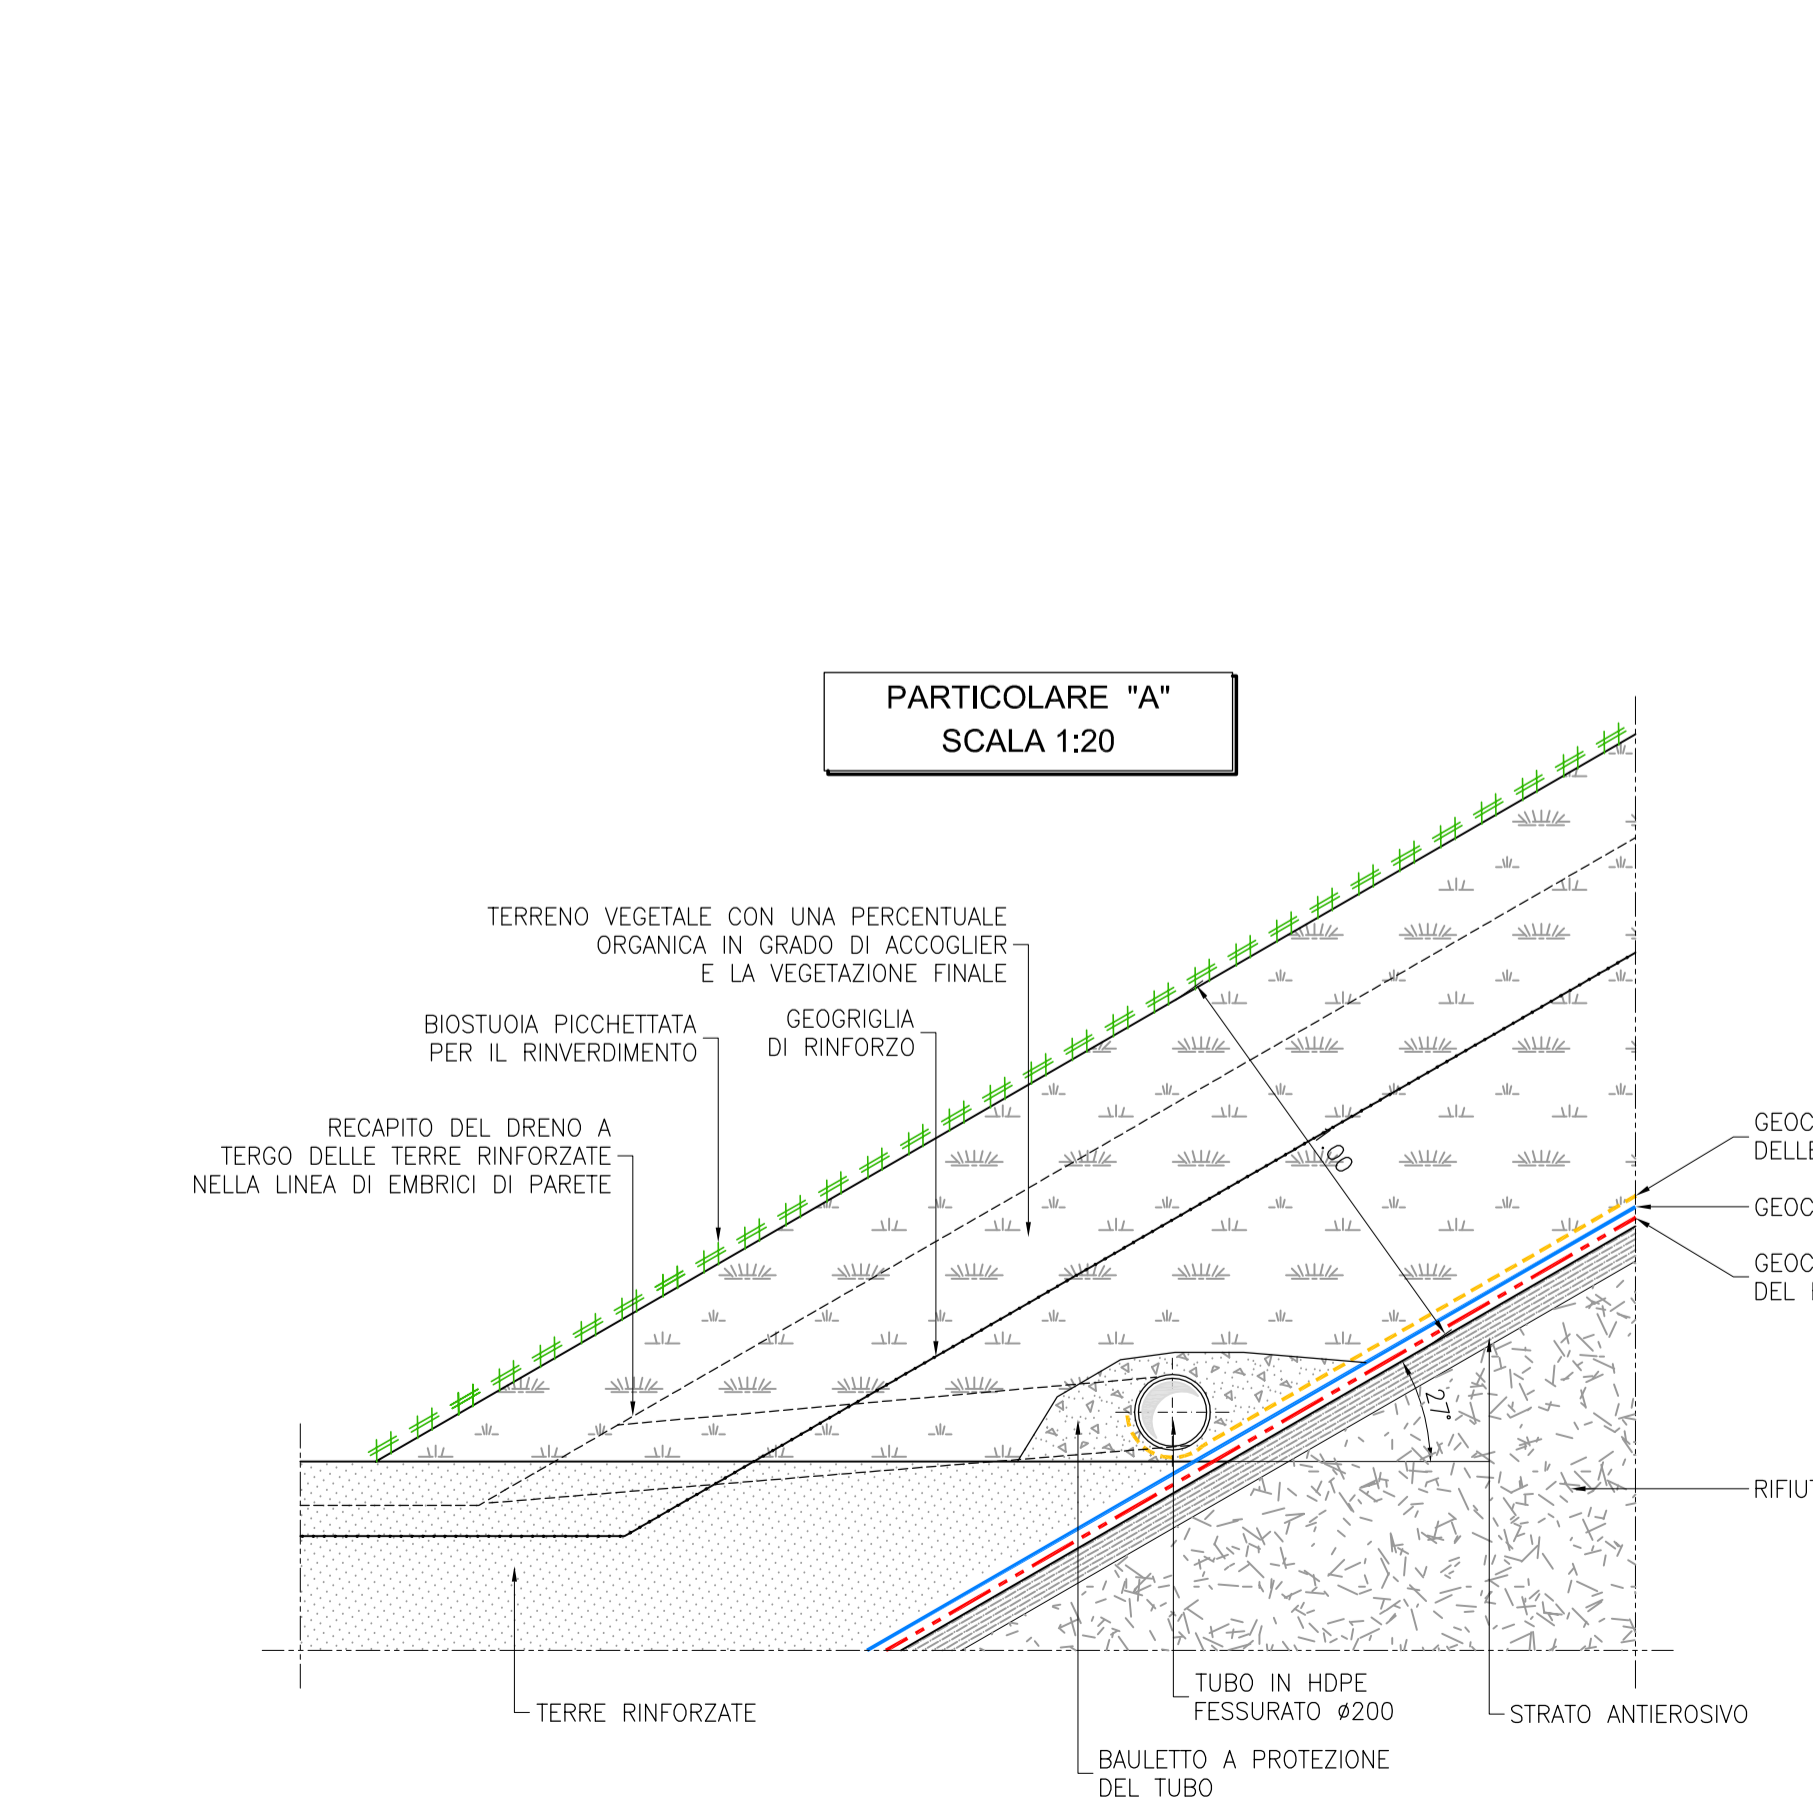 PARTICOLARE "A"
SCALA 1:20
TERRENO VEGETALE CON UNA PERCENTUALE
ORGANICA IN GRADO DI ACCOGLIER
E LA VEGETAZIONE FINALE
BIOSTUOIA PICCHETTATA
PER IL RINVERDIMENTO
GEOGRIGLIA
DI RINFORZO
RECAPITO DEL DRENO A
TERGO DELLE TERRE RINFORZATE
NELLA LINEA DI EMBRICI DI PARETE
.00
27°
TERRE RINFORZATE
TUBO IN HDPE
FESSURATO ø200
BAULETTO A PROTEZIONE
DEL TUBO
STRATO ANTIEROSIVO
DEL